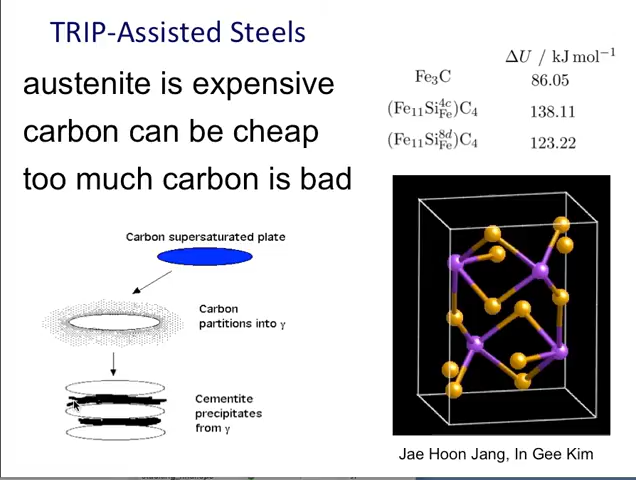 TRIP-Assisted Steels
austenite is expensive
carbon can be cheap
too much carbon is bad
ΔU / kJ mol⁻¹
Fe₃C 86.05
(Fe₁₁Si⁴ᶜFe)C₄ 138.11
(Fe₁₁Si⁸ᵈFe)C₄ 123.22
Carbon supersaturated plate
Carbon
partitions into γ
Cementite
precipitates
from γ
Jae Hoon Jang, In Gee Kim